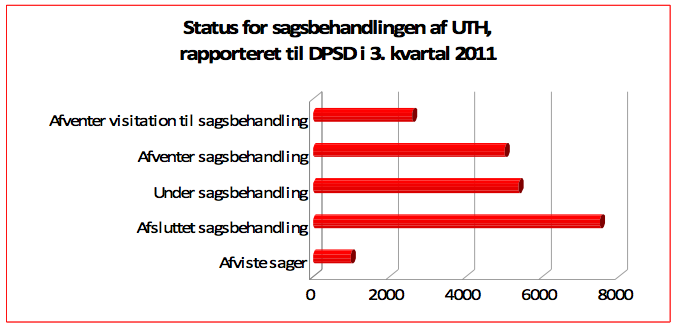 Status for sagsbehandlingen af UTH,
rapporteret til DPSD i 3. kvartal 2011
Afventer visitation til sagsbehandling
Afventer sagsbehandling
Under sagsbehandling
Afsluttet sagsbehandling
Afviste sager
0 2000 4000 6000 8000